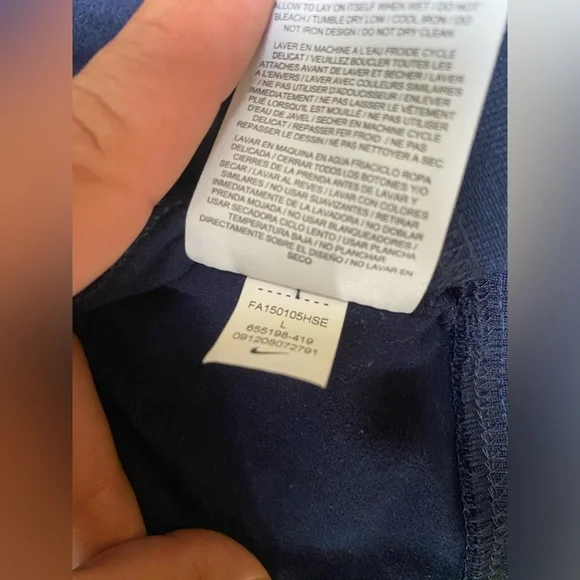 ALLOW TO LAY ON ITSELF WHEN WET / DO NOT
BLEACH / TUMBLE DRY LOW / COOL IRON / DO
NOT IRON DESIGN / DO NOT DRY CLEAN
LAVER EN MACHINE A L'EAU FROIDE CYCLE
DELICAT / VEUILLEZ BOUCLER TOUTES LES
ATTACHES AVANT DE LAVER ET SECHER / LAVER
A L'ENVERS / LAVER AVEC COULEURS SIMILAIRES
/ NE PAS UTILISER D'ADOUCISSEUR / ENLEVER
IMMEDIATEMENT / NE PAS LAISSER LE VÊTEMENT
PLIÉ LORSQU'IL EST MOUILLÉ / NE PAS UTILISER
D'EAU DE JAVEL / SECHER EN MACHINE CYCLE
DELICAT / REPASSER FER FROID / NE PAS
REPASSER LE DESSIN / NE PAS NETTOYER A SEC
LAVAR EN MAQUINA EN AGUA FRIA CICLO ROPA
DELICADA / CERRAR TODOS LOS BOTONES Y/O
CIERRES DE LA PRENDA ANTES DE LAVAR Y
SECAR / LAVAR AL REVES / LAVAR CON COLORES
SIMILARES / NO USAR SUAVIZANTES / RETIRAR
INMEDIATAMENTE DE LA LAVADORA / NO DOBLAR
PRENDA MOJADA / NO USAR BLANQUEADORES /
USAR SECADORA CICLO LENTO / USAR PLANCHA
TEMPERATURA BAJA / NO PLANCHAR
DIRECTAMENTE SOBRE EL DISEÑO / NO LAVAR EN
SECO
FA150105HSE
L
655198-419
091208072791